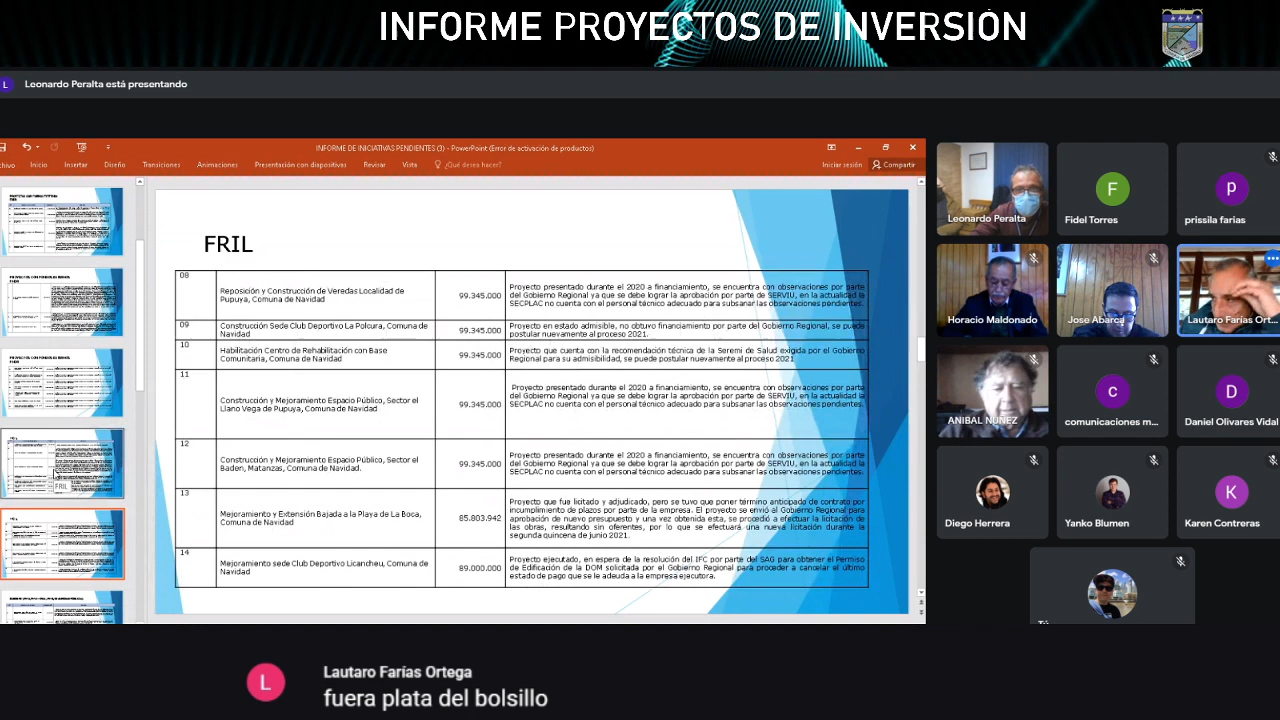 INFORME PROYECTOS DE INVERSIÓN
L
Leonardo Peralta está presentando
INFORME DE INICIATIVAS PENDIENTES (3) - PowerPoint (Error de activación de productos)
Inicio
Insertar
Diseño
Transiciones
Animaciones
Presentación con diapositivas
Revisar
Vista
¿Qué desea hacer?
Iniciar sesión
Compartir
FRIL
08
Reposición y Construcción de Veredas Localidad de
Pupuya, Comuna de Navidad
99.345.000
Proyecto presentado durante el 2020 a financiamiento, se encuentra con observaciones por parte
del Gobierno Regional ya que se debe lograr la aprobación por parte de SERVIU, en la actualidad la
SECPLAC no cuenta con el personal técnico adecuado para subsanar las observaciones pendientes.
09
Construcción Sede Club Deportivo La Polcura, Comuna de
Navidad
99.345.000
Proyecto en estado admisible, no obtuvo financiamiento por parte del Gobierno Regional, se puede
postular nuevamente al proceso 2021.
10
Habilitación Centro de Rehabilitación con Base
Comunitaria, Comuna de Navidad
99.345.000
Proyecto que cuenta con la recomendación técnica de la Seremi de Salud exigida por el Gobierno
Regional para su admisibilidad, se puede postular nuevamente al proceso 2021
11
Construcción y Mejoramiento Espacio Público, Sector el
Llano Vega de Pupuya, Comuna de Navidad
99.345.000
Proyecto presentado durante el 2020 a financiamiento, se encuentra con observaciones por parte
del Gobierno Regional ya que se debe lograr la aprobación por parte de SERVIU, en la actualidad la
SECPLAC no cuenta con el personal técnico adecuado para subsanar las observaciones pendientes.
12
Construcción y Mejoramiento Espacio Público, Sector el
Baden, Matanzas, Comuna de Navidad.
99.345.000
Proyecto presentado durante el 2020 a financiamiento, se encuentra con observaciones por parte
del Gobierno Regional ya que se debe lograr la aprobación por parte de SERVIU, en la actualidad la
SECPLAC no cuenta con el personal técnico adecuado para subsanar las observaciones pendientes.
13
Mejoramiento y Extensión Bajada a la Playa de La Boca,
Comuna de Navidad
85.803.942
Proyecto que fue licitado y adjudicado, pero se tuvo que poner término anticipado de contrato por
incumplimiento de plazos por parte de la empresa. El proyecto se envió al Gobierno Regional para
aprobación de nuevo presupuesto y una vez obtenida esta, se procedió a efectuar la licitación de
las obras, resultando sin oferentes, por lo que se efectuará una nueva licitación durante la
segunda quincena de junio 2021.
14
Mejoramiento sede Club Deportivo Licancheu, Comuna de
Navidad
89.000.000
Proyecto ejecutado, en espera de la resolución del IFC por parte del SAG para obtener el Permiso
de Edificación de la DOM solicitada por el Gobierno Regional para proceder a cancelar el último
estado de pago que se le adeuda a la empresa ejecutora.
FRIL
Leonardo Peralta
F
Fidel Torres
p
prissila farias
Horacio Maldonado
Jose Abarca
Lautaro Farías Ort...
ANIBAL NUÑEZ
c
comunicaciones m...
D
Daniel Olivares Vidal
Diego Herrera
Yanko Blumen
K
Karen Contreras
L
Lautaro Farías Ortega
fuera plata del bolsillo